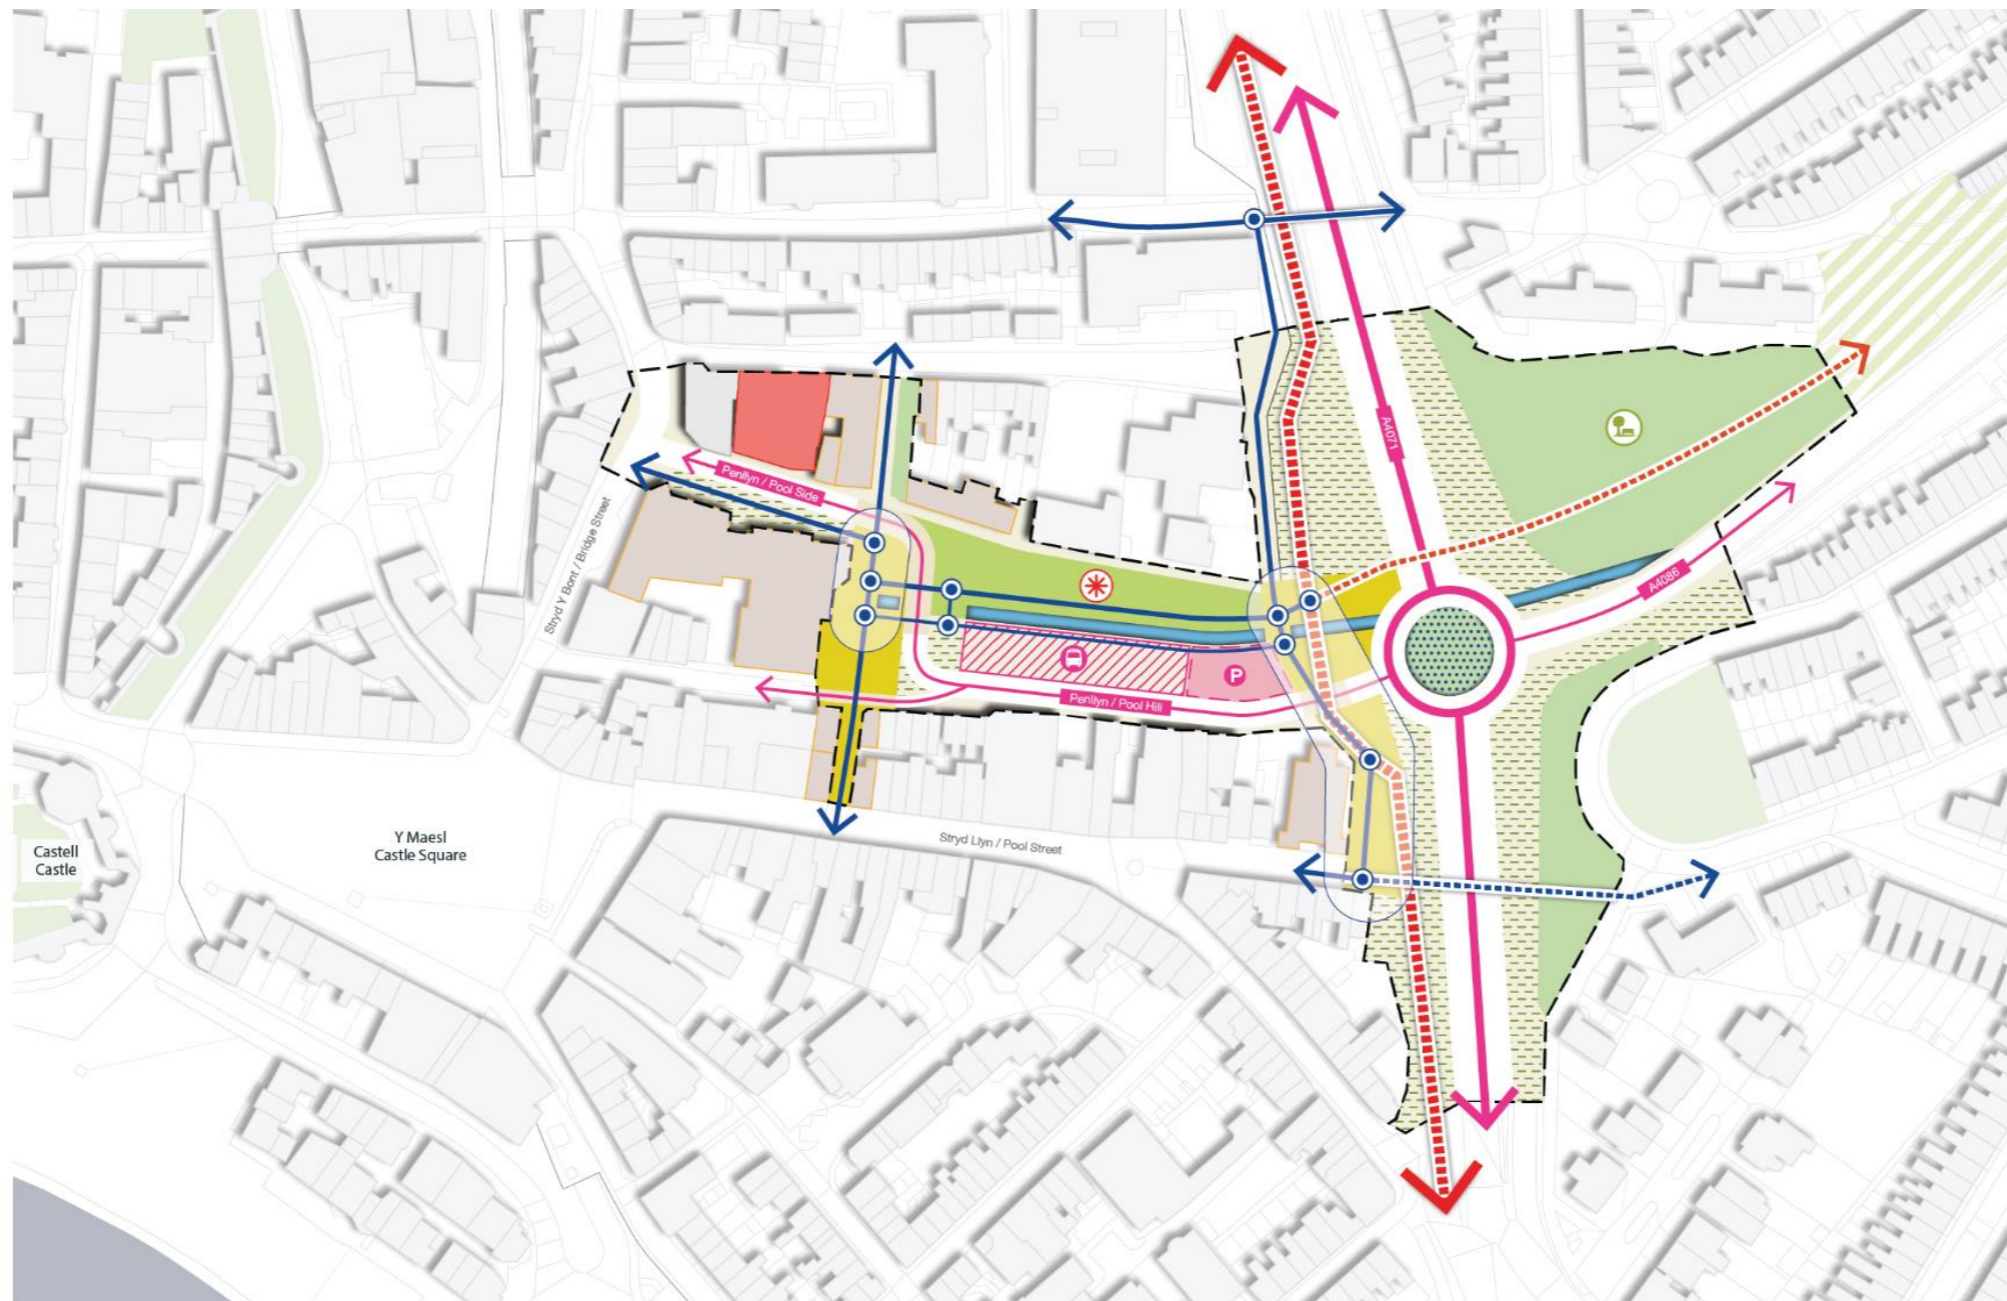 A4071
Penllyn / Pool Side
Stryd Y Bont / Bridge Street
A4086
P
Penllyn / Pool Hill
Stryd Llyn / Pool Street
Y Maesl
Castle Square
Castell
Castle